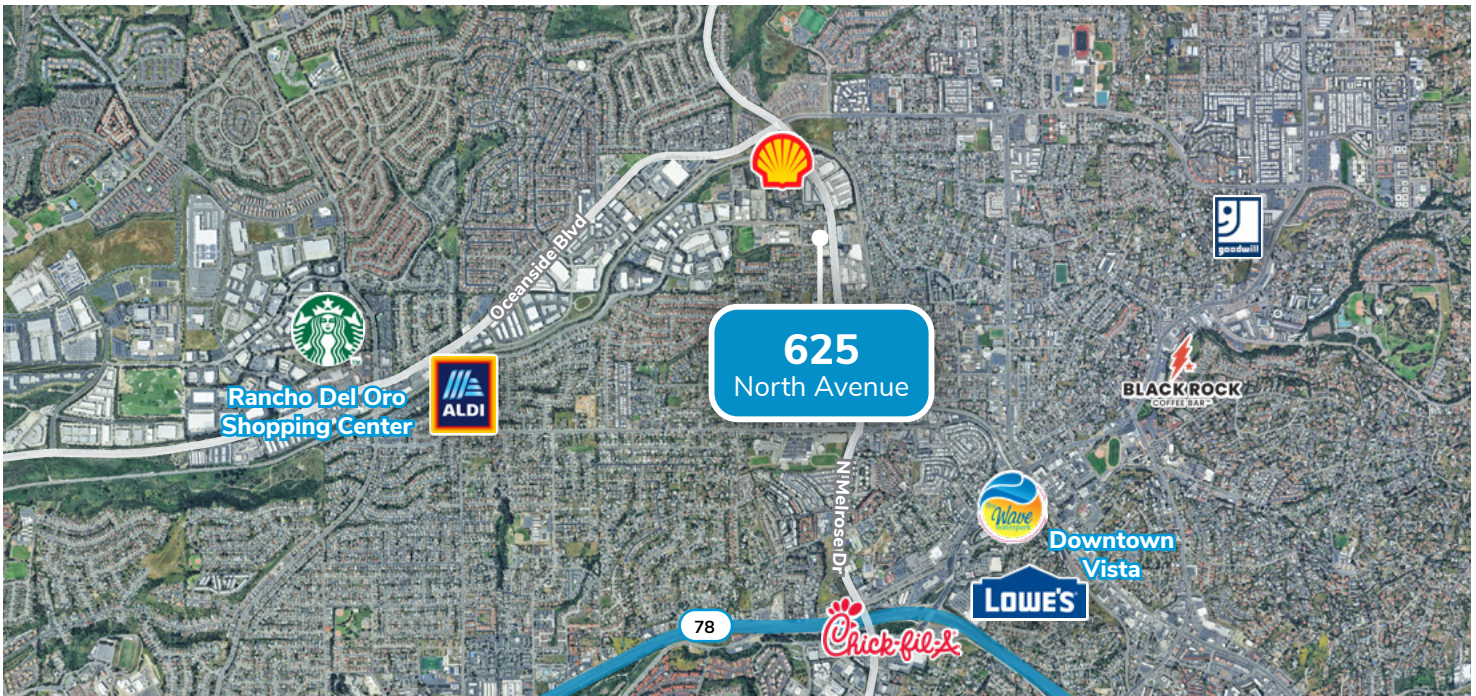 Oceanside Blvd
goodwill
625
North Avenue
BLACK ROCK
COFFEE BAR
Rancho Del Oro
Shopping Center
ALDI
N Melrose Dr
Wave
waterpark
Downtown
Vista
LOWE'S
78
Chick-fil-A